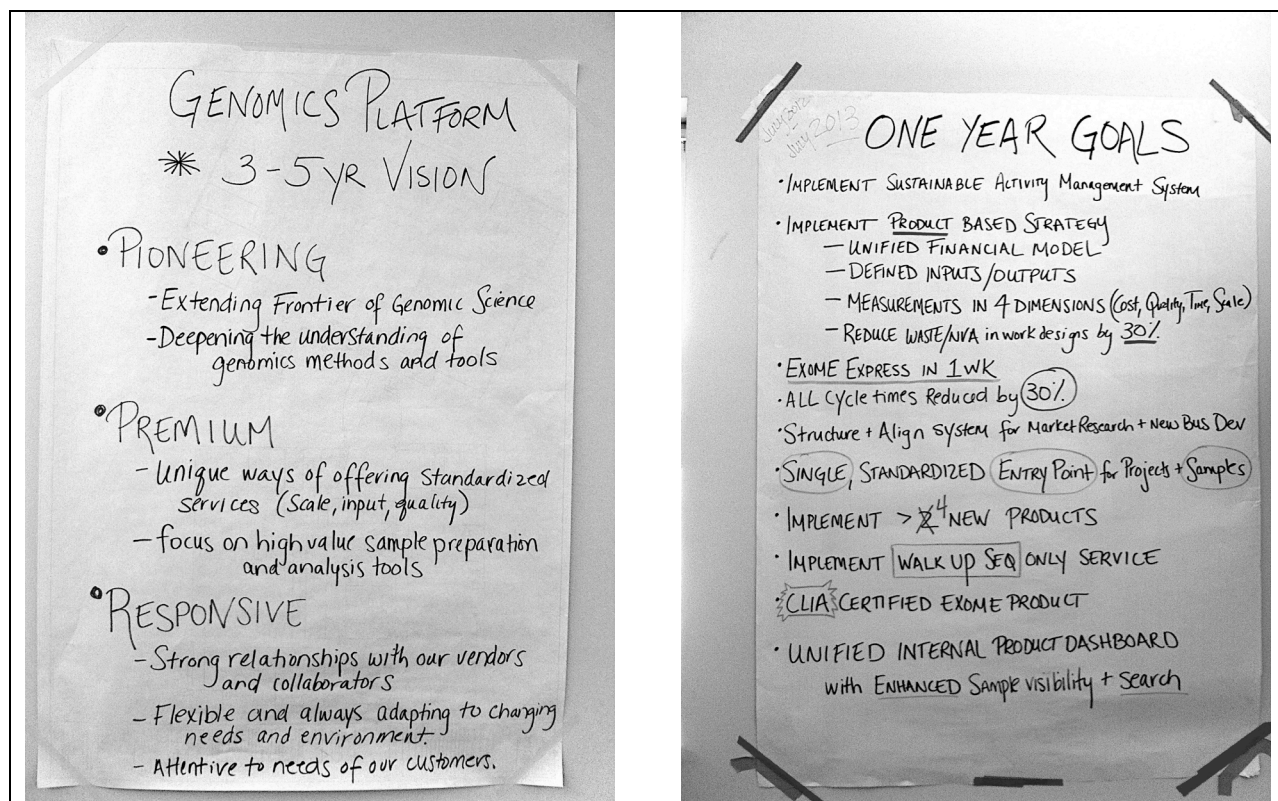 GENOMICS PLATFORM
* 3-5 YR VISION
• PIONEERING
- Extending Frontier of Genomic Science
- Deepening the understanding of
genomics methods and tools
• PREMIUM
- Unique ways of offering standardized
services (Scale, input, quality)
- focus on high value sample preparation
and analysis tools
• RESPONSIVE
- Strong relationships with our vendors
and collaborators
- Flexible and always adapting to changing
needs and environment.
- Attentive to needs of our customers.
July 2012
- July 2013
ONE YEAR GOALS
• IMPLEMENT SUSTAINABLE Activity Management System
• IMPLEMENT PRODUCT BASED STRATEGY
- UNIFIED FINANCIAL MODEL
- DEFINED INPUTS/OUTPUTS
- MEASUREMENTS IN 4 DIMENSIONS (Cost, Quality, Time, Scale)
- REDUCE WASTE/NVA in work designs by 30%.
• EXOME EXPRESS IN 1 WK
• ALL Cycle times Reduced by 30%
• Structure + Align System for Market Research + New Bus Dev
• SINGLE, STANDARDIZED ENTRY POINT for Projects + Samples
• IMPLEMENT > 4 NEW PRODUCTS
• IMPLEMENT WALK UP SEQ ONLY SERVICE
• CLIA CERTIFIED EXOME PRODUCT
• UNIFIED INTERNAL PRODUCT DASHBOARD
with ENHANCED Sample visibility + Search